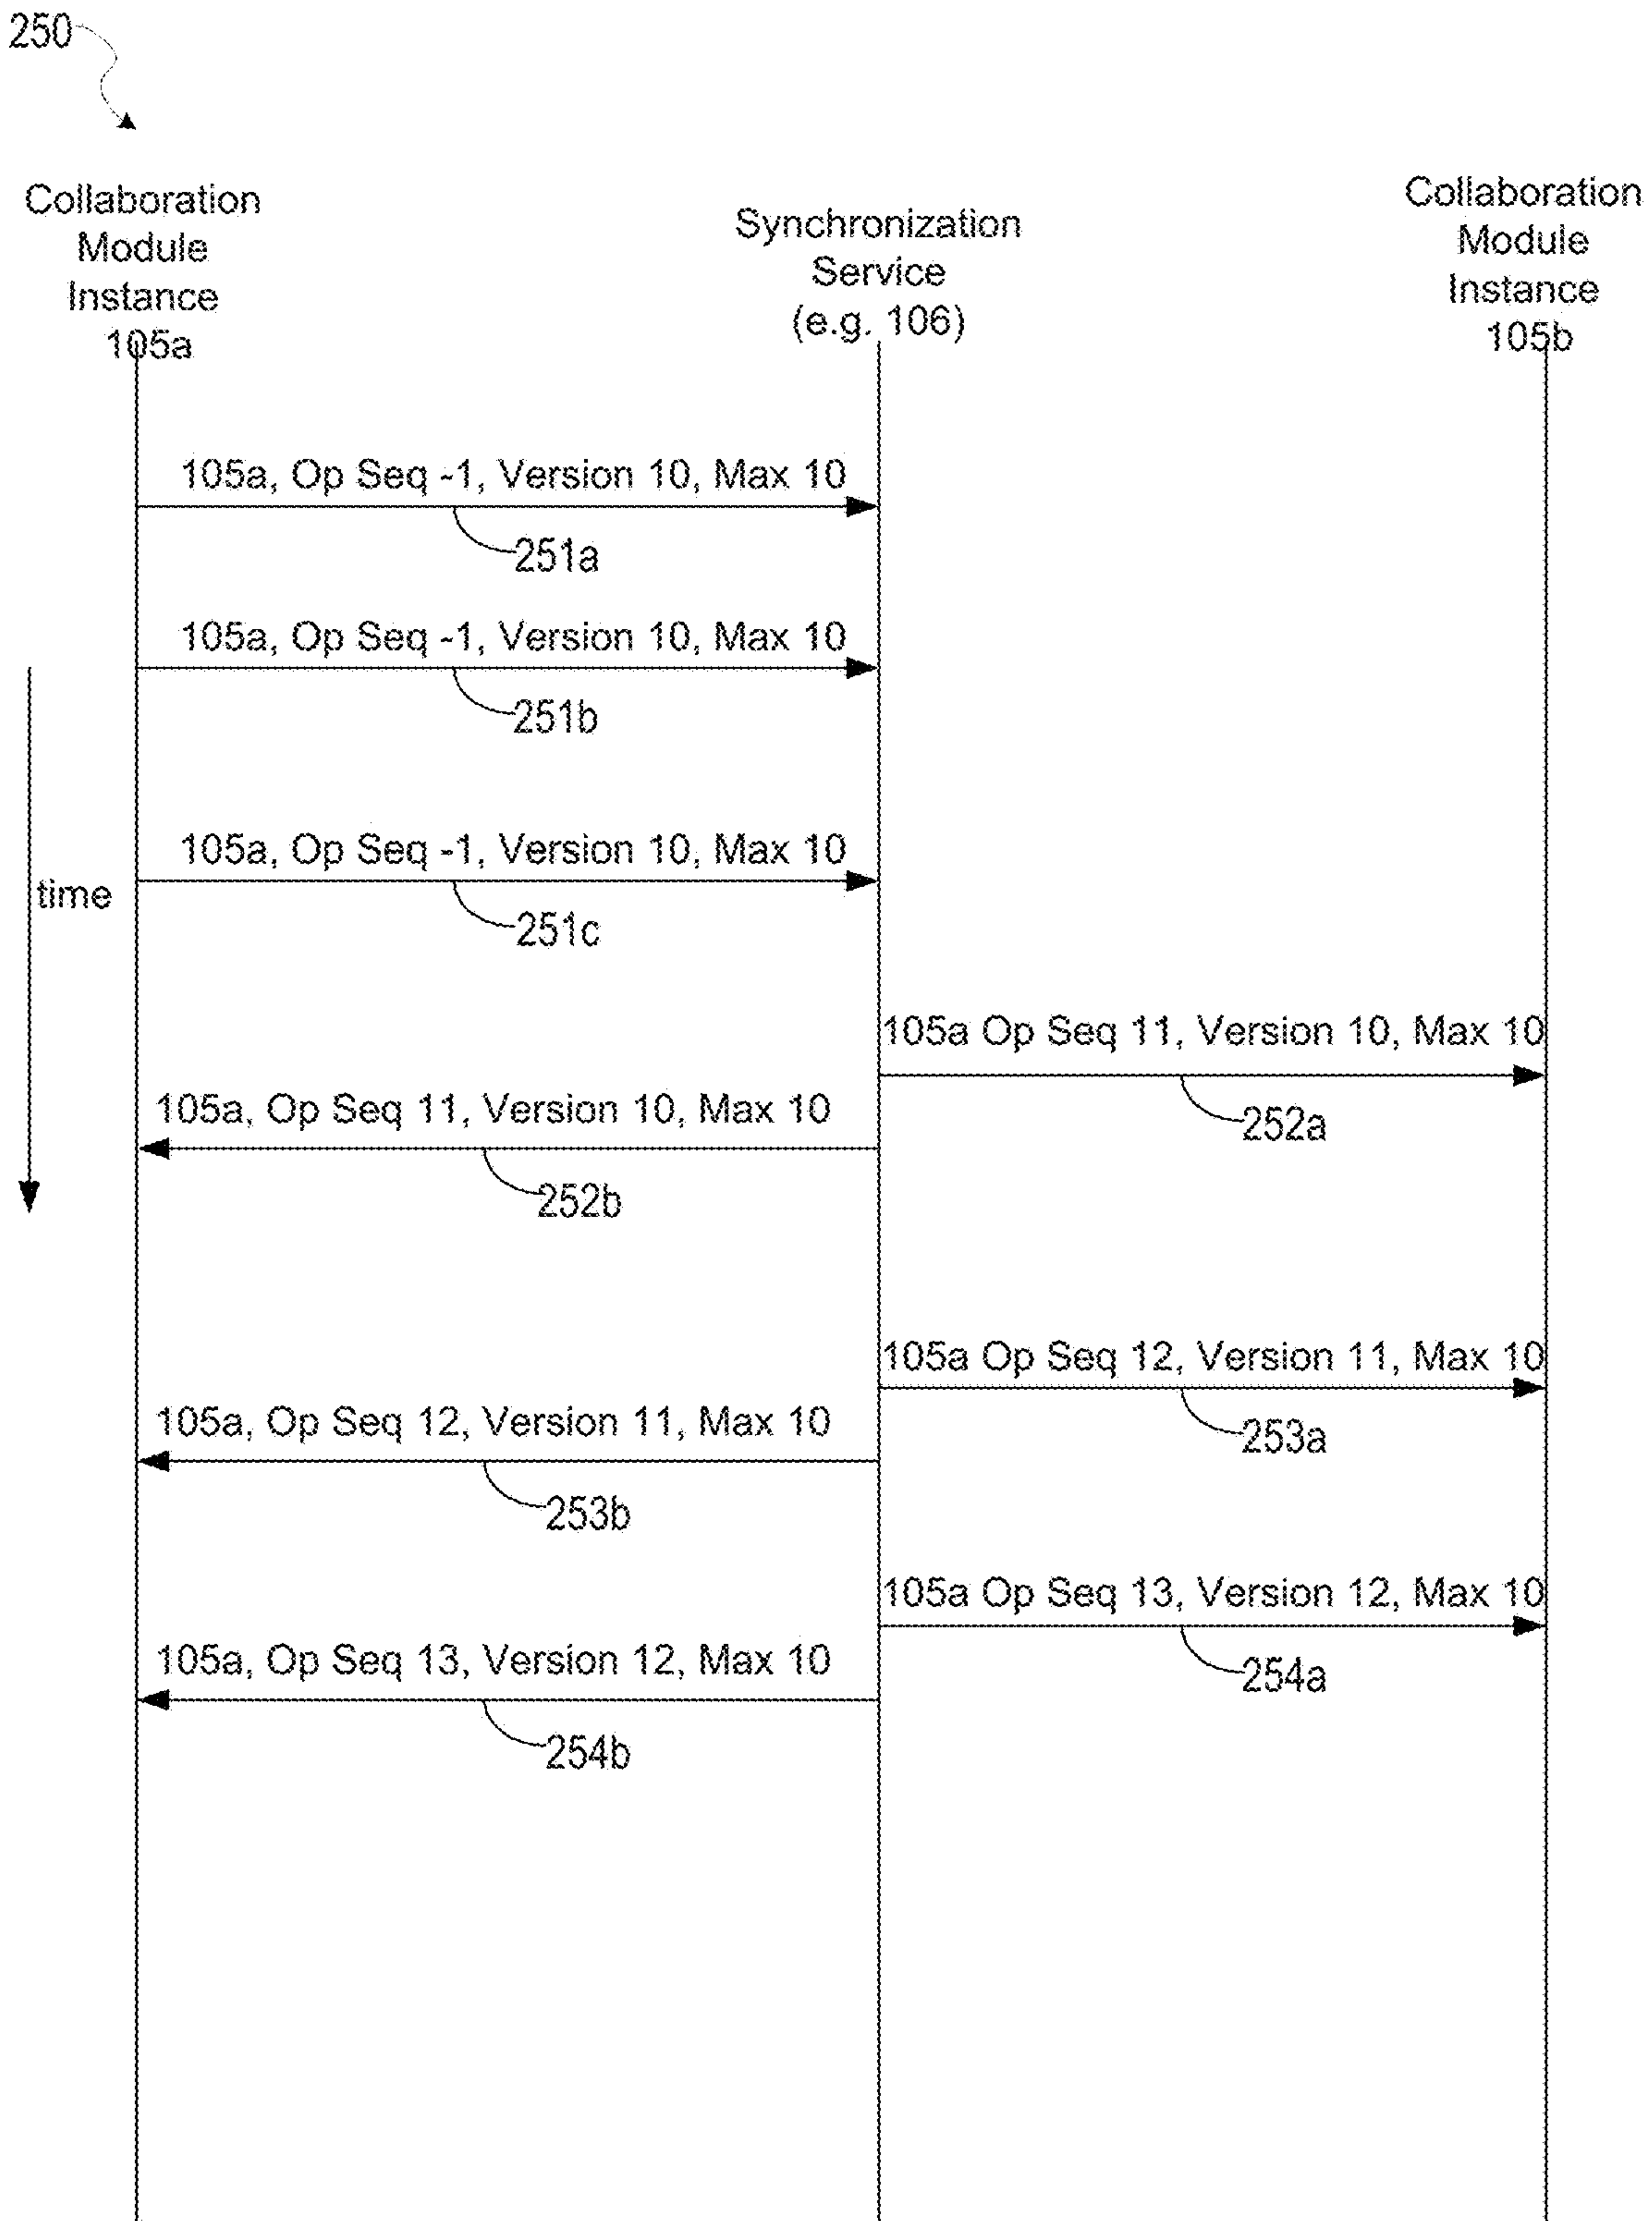 250
Collaboration
Module
Instance
105a
Synchronization
Service
(e.g. 106)
Collaboration
Module
Instance
105b
105a, Op Seq -1, Version 10, Max 10
251a
105a, Op Seq -1, Version 10, Max 10
251b
105a, Op Seq -1, Version 10, Max 10
time
251c
105a Op Seq 11, Version 10, Max 10
252a
105a, Op Seq 11, Version 10, Max 10
252b
105a Op Seq 12, Version 11, Max 10
253a
105a, Op Seq 12, Version 11, Max 10
253b
105a Op Seq 13, Version 12, Max 10
254a
105a, Op Seq 13, Version 12, Max 10
254b